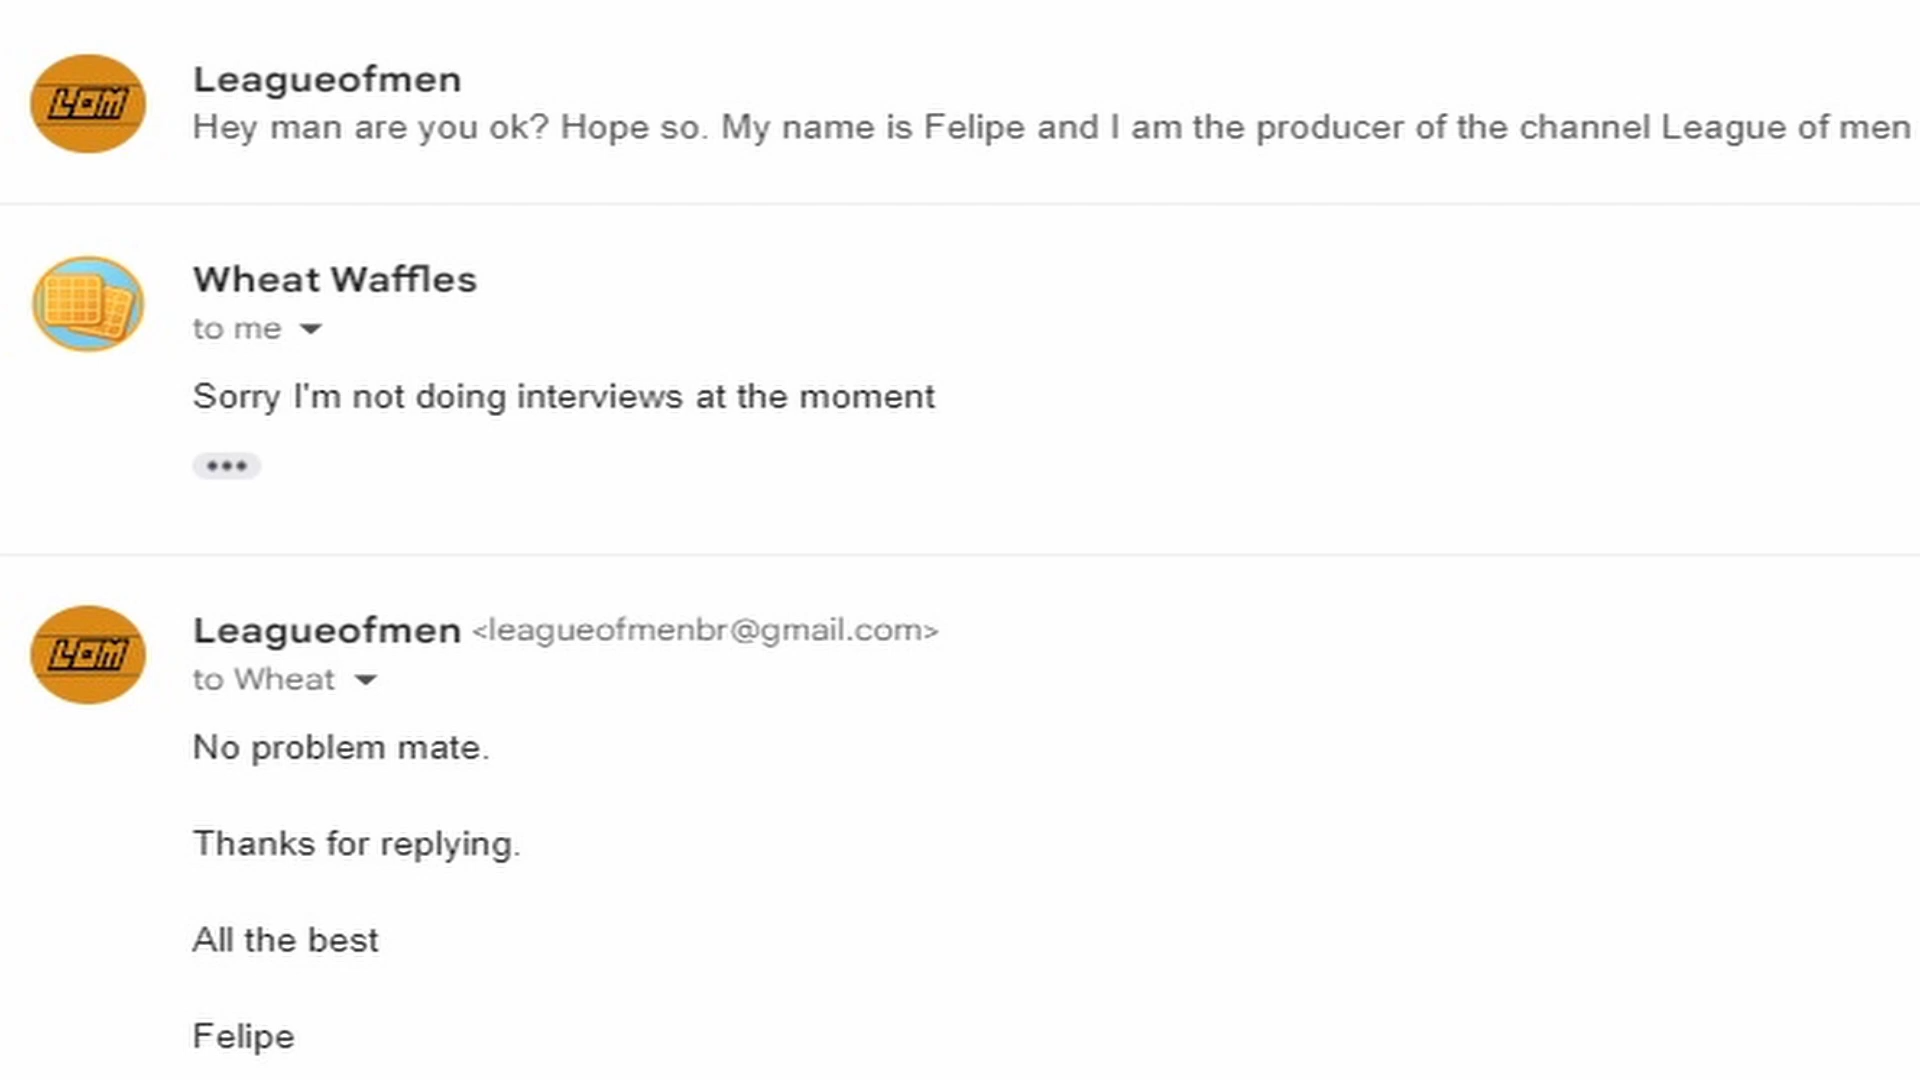 LOM
Leagueofmen
Hey man are you ok? Hope so. My name is Felipe and I am the producer of the channel League of men
Wheat Waffles
to me
Sorry I'm not doing interviews at the moment
•••
LOM
Leagueofmen <leagueofmenbr@gmail.com>
to Wheat
No problem mate.
Thanks for replying.
All the best
Felipe